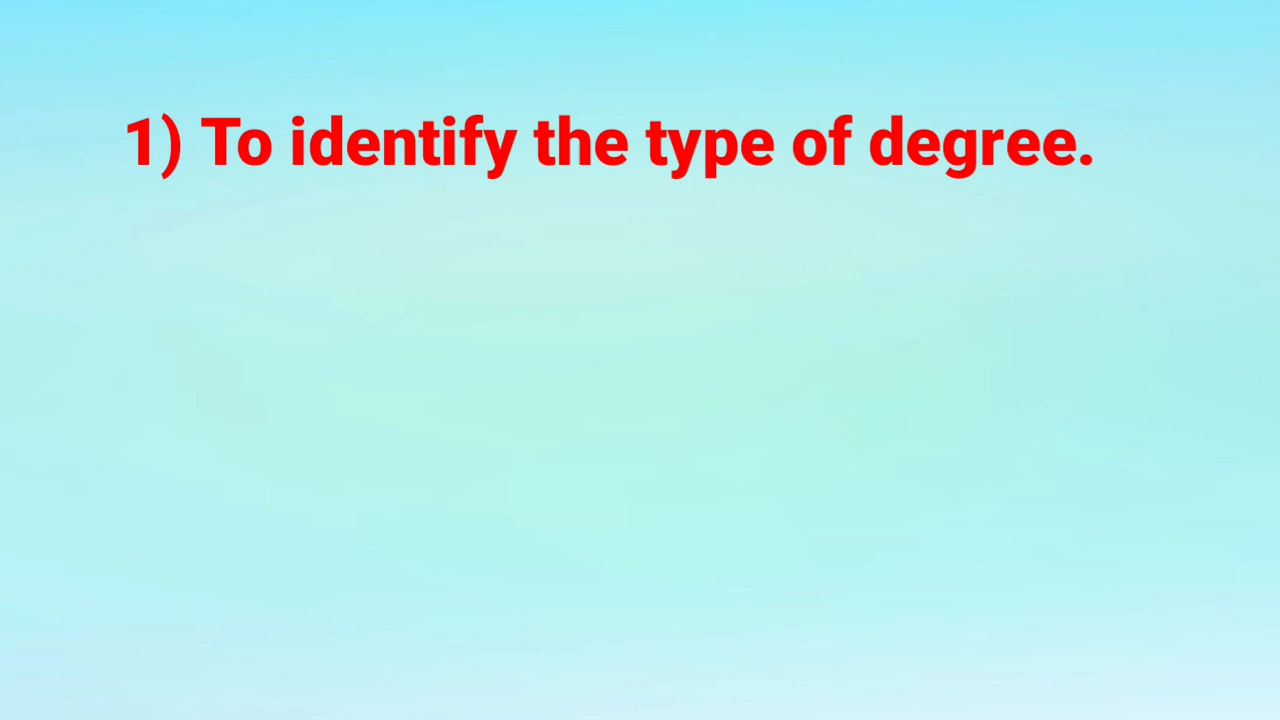 1) To identify the type of degree.